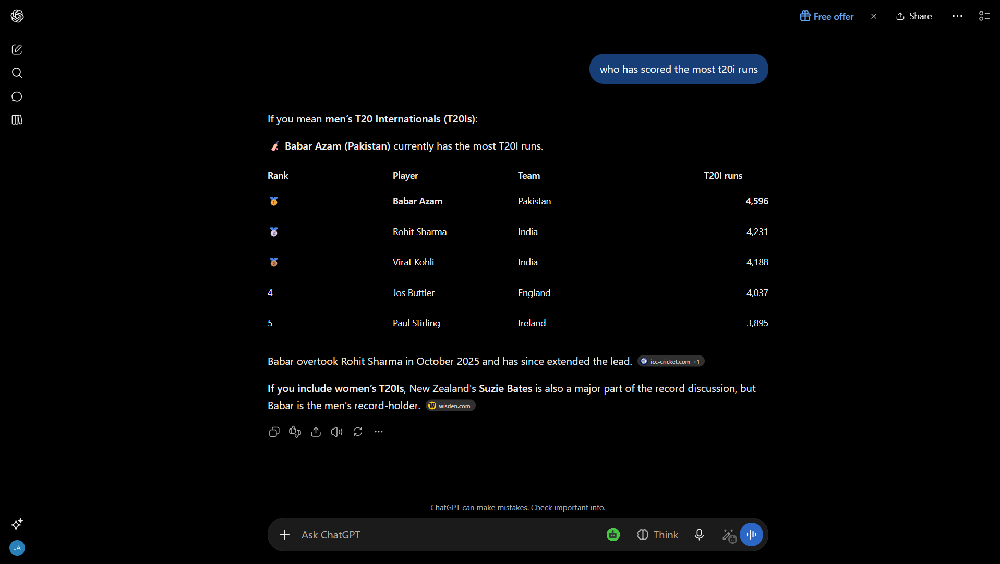 Free offer
Share
who has scored the most t20i runs
If you mean men’s T20 Internationals (T20Is):
Babar Azam (Pakistan) currently has the most T20I runs.
Rank Player Team T20I runs
1 Babar Azam Pakistan 4,596
2 Rohit Sharma India 4,231
3 Virat Kohli India 4,188
4 Jos Buttler England 4,037
5 Paul Stirling Ireland 3,895
Babar overtook Rohit Sharma in October 2025 and has since extended the lead. icc-cricket.com +1
If you include women’s T20Is, New Zealand's Suzie Bates is also a major part of the record discussion, but
Babar is the men's record-holder. W wisden.com
ChatGPT can make mistakes. Check important info.
Ask ChatGPT Think
JA